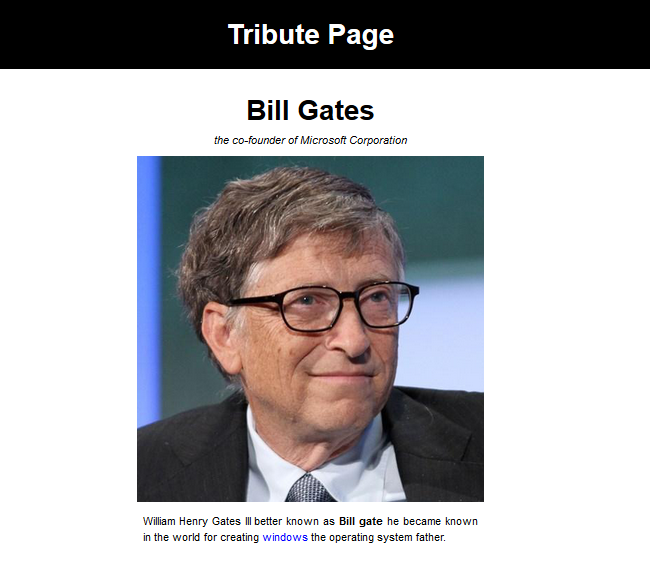 Tribute Page
Bill Gates
the co-founder of Microsoft Corporation
William Henry Gates III better known as Bill gate he became known
in the world for creating windows the operating system father.